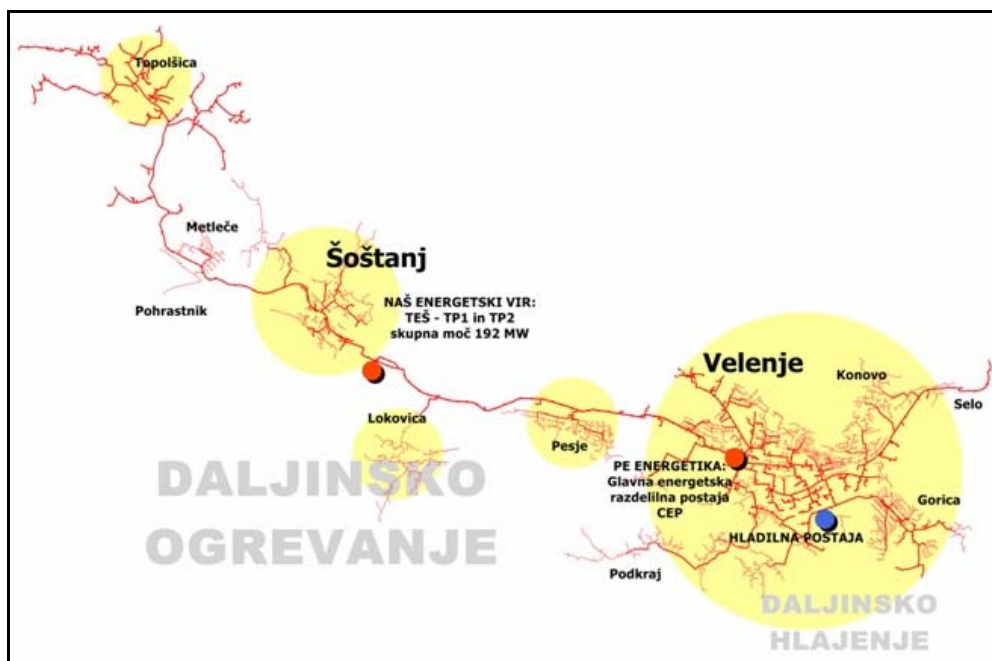 Topolšica
Metleče
Šoštanj
Pohrastnik
NAŠ ENERGETSKI VIR:
TEŠ - TP1 in TP2
skupna moč 192 MW
Velenje
Konovo
Selo
Lokovica
Pesje
DALJINSKO
OGREVANJE
PE ENERGETIKA:
Glavna energetska
razdelilna postaja
CEP
Gorica
HLADILNA POSTAJA
Podkraj
DALJINSKO
HLAJENJE